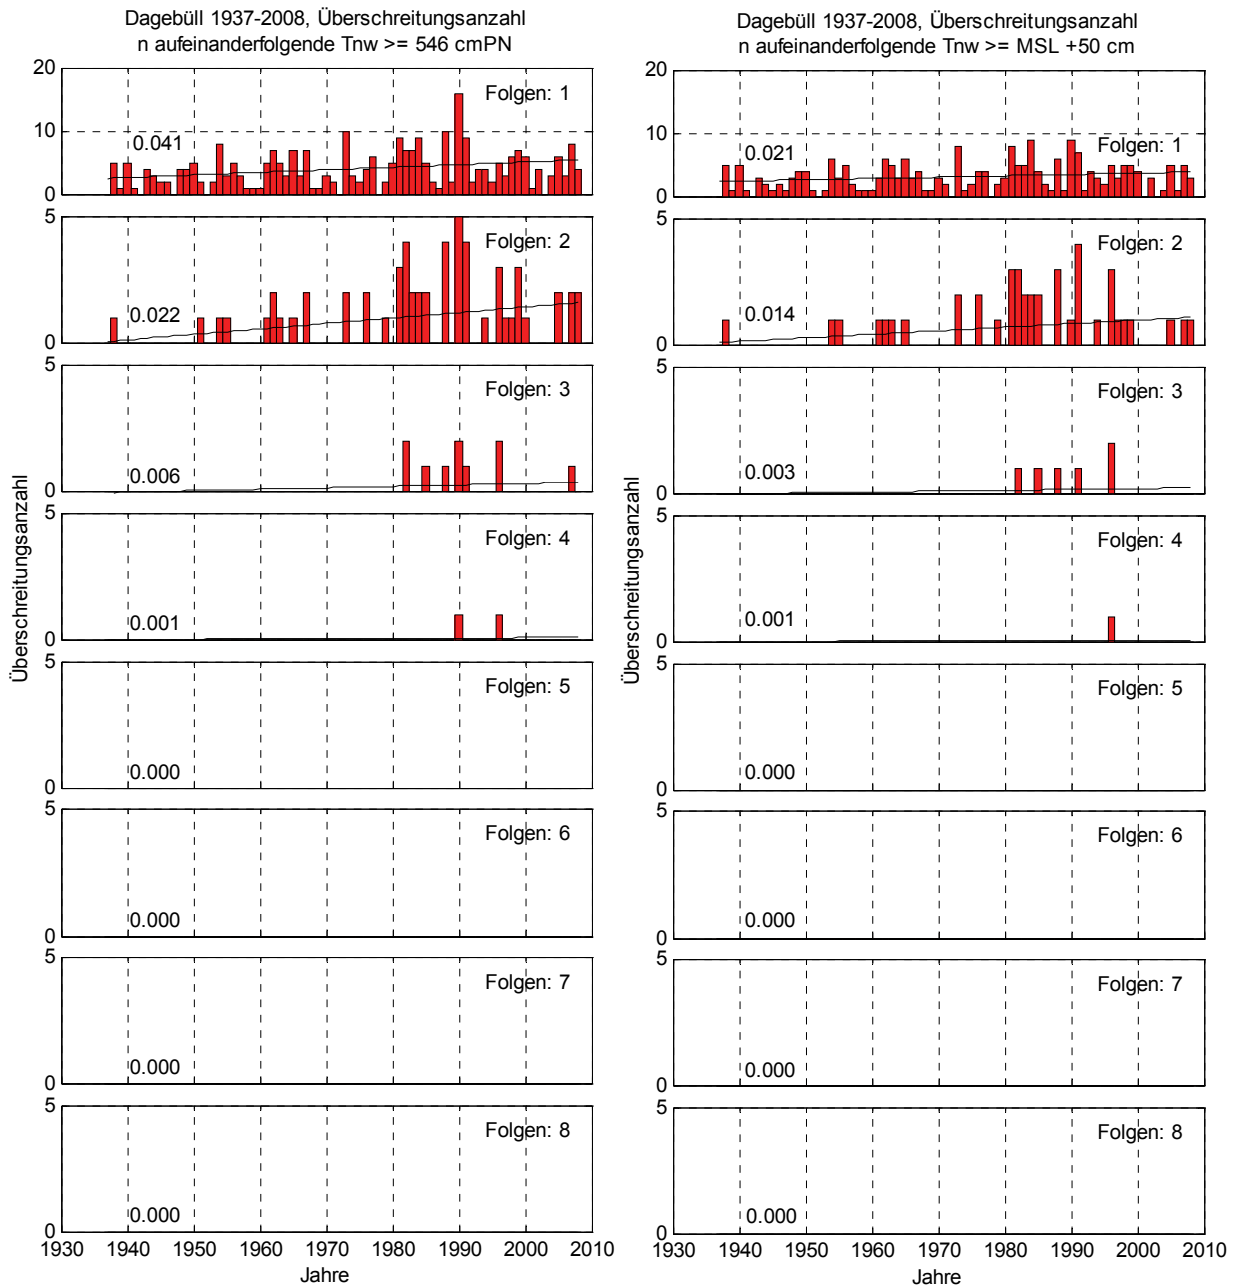 Dagebüll 1937-2008, Überschreitungsanzahl
n aufeinanderfolgende Tnw >= 546 cmPN
20
10
0
0.041
Folgen: 1
5
0
0.022
Folgen: 2
5
0
0.006
Folgen: 3
5
0
0.001
Folgen: 4
5
0
0.000
Folgen: 5
5
0
0.000
Folgen: 6
5
0
0.000
Folgen: 7
5
0
0.000
Folgen: 8
Überschreitungsanzahl
1930 1940 1950 1960 1970 1980 1990 2000 2010
Jahre
Dagebüll 1937-2008, Überschreitungsanzahl
n aufeinanderfolgende Tnw >= MSL +50 cm
20
10
0
0.021
Folgen: 1
5
0
0.014
Folgen: 2
5
0
0.003
Folgen: 3
5
0
0.001
Folgen: 4
5
0
0.000
Folgen: 5
5
0
0.000
Folgen: 6
5
0
0.000
Folgen: 7
5
0
0.000
Folgen: 8
Überschreitungsanzahl
1930 1940 1950 1960 1970 1980 1990 2000 2010
Jahre